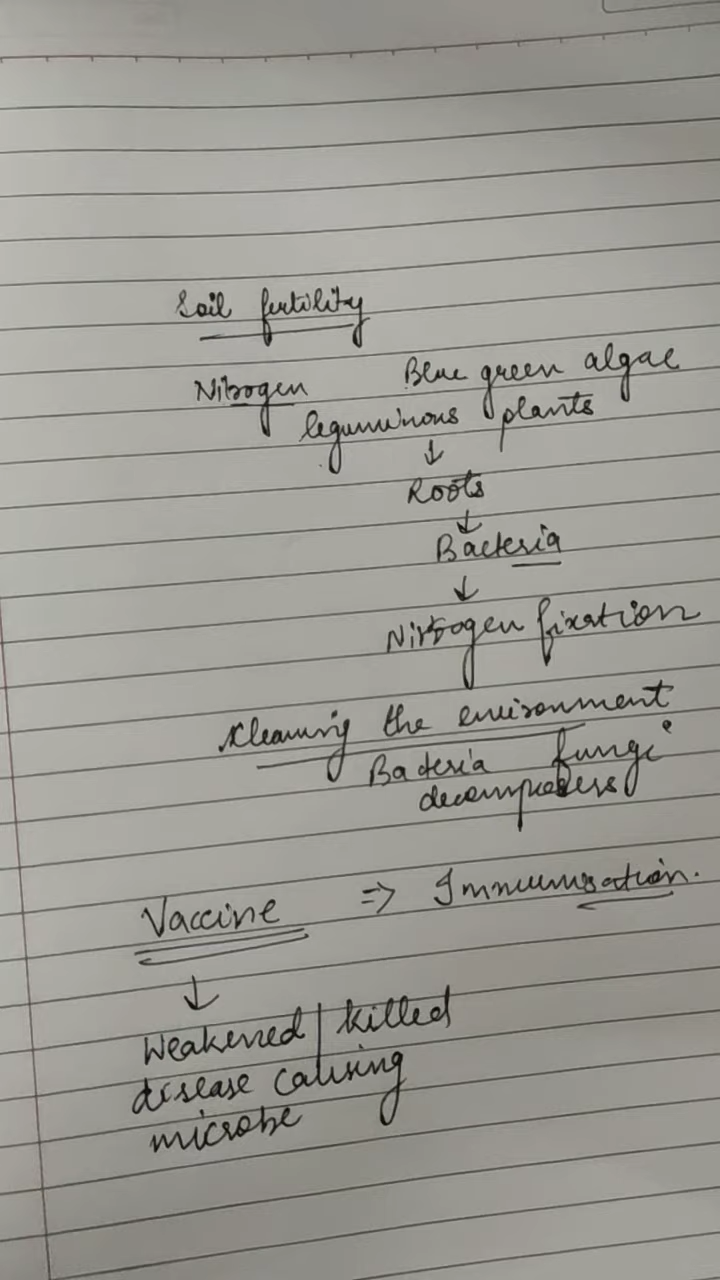 Soil fertility
Nitrogen Blue green algae
leguminous plants
↓
Roots
↓
Bacteria
↓
Nitrogen fixation
Cleaning the environment
Bacteria fungi
decomposers
Vaccine ⇒ Immunisation.
↓
Weakened / killed
disease causing
microbe